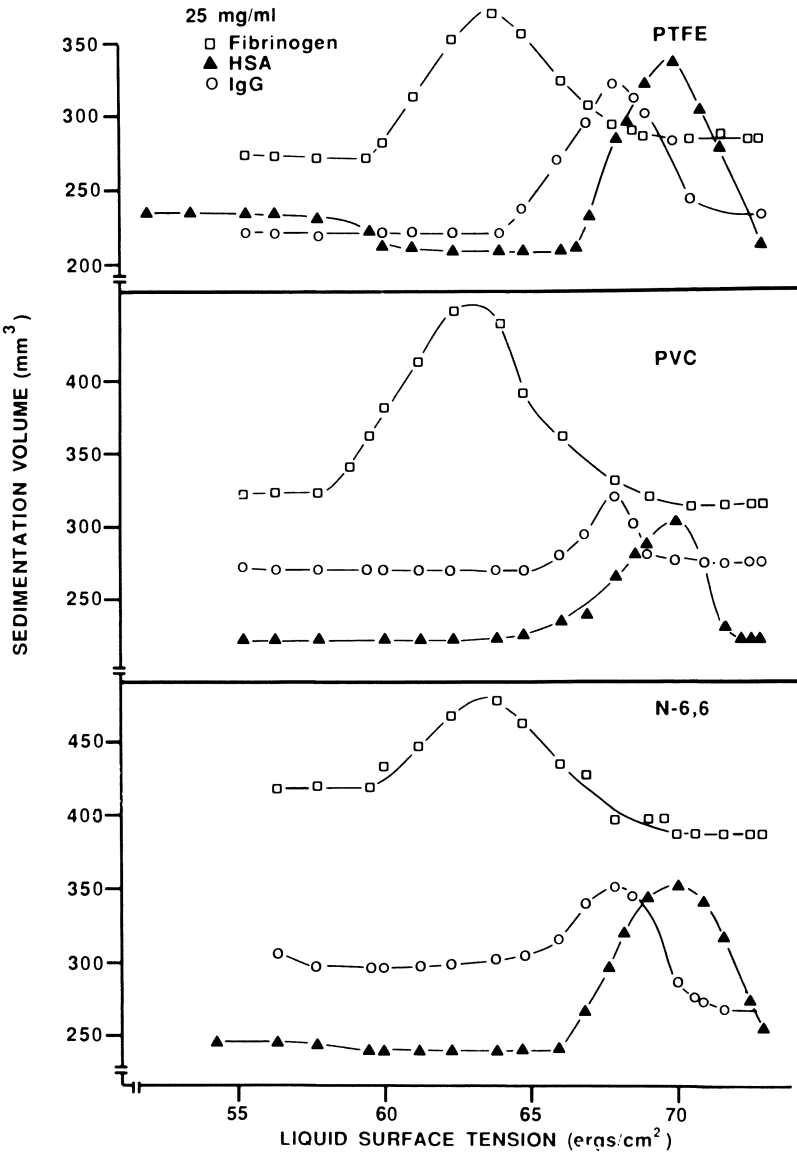 25 mg/ml
Fibrinogen
HSA
IgG
PTFE
350
300
250
200
PVC
400
350
300
250
N-6,6
450
400
350
300
250
SEDIMENTATION VOLUME (mm3)
55 60 65 70
LIQUID SURFACE TENSION (ergs/cm2)